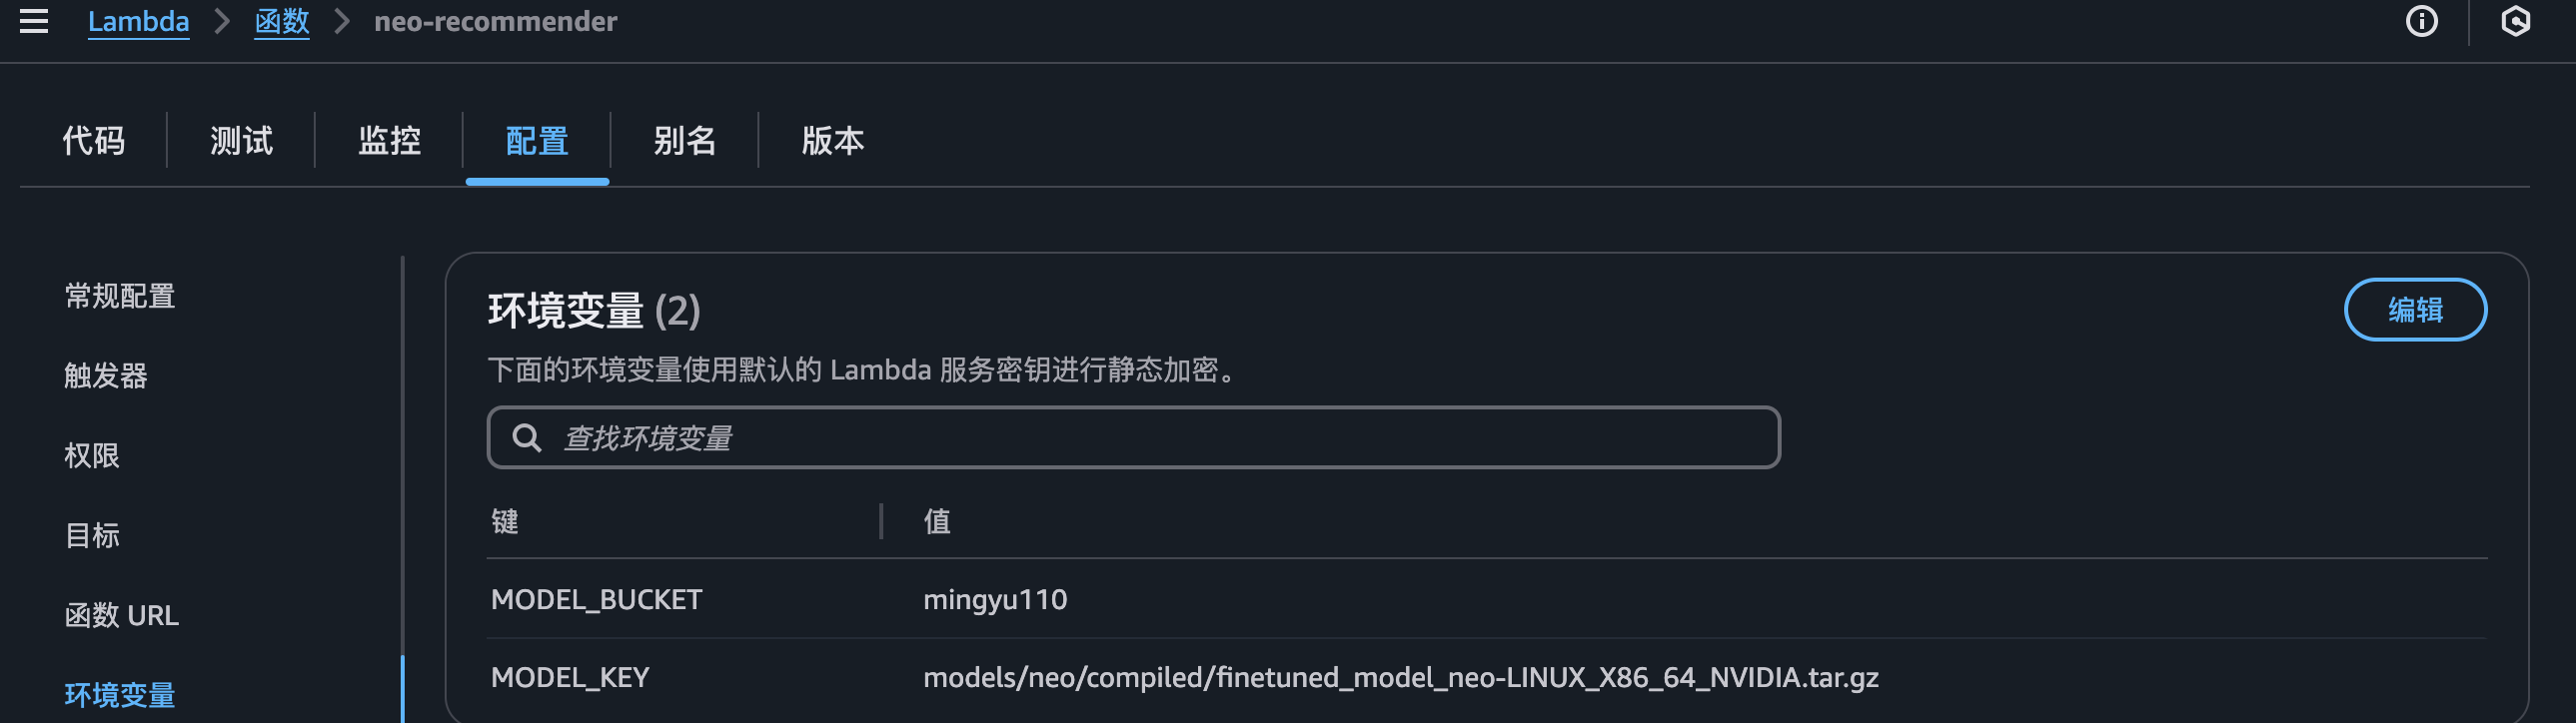 Lambda > 函数 > neo-recommender
代码 测试 监控 配置 别名 版本
常规配置
触发器
权限
目标
函数 URL
环境变量
环境变量 (2)
编辑
下面的环境变量使用默认的 Lambda 服务密钥进行静态加密。
查找环境变量
键 值
MODEL_BUCKET mingyu110
MODEL_KEY models/neo/compiled/finetuned_model_neo-LINUX_X86_64_NVIDIA.tar.gz